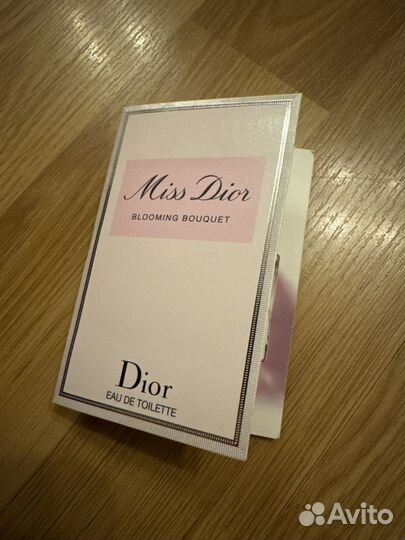 Miss Dior
BLOOMING BOUQUET
Dior
EAU DE TOILETTE
Avito